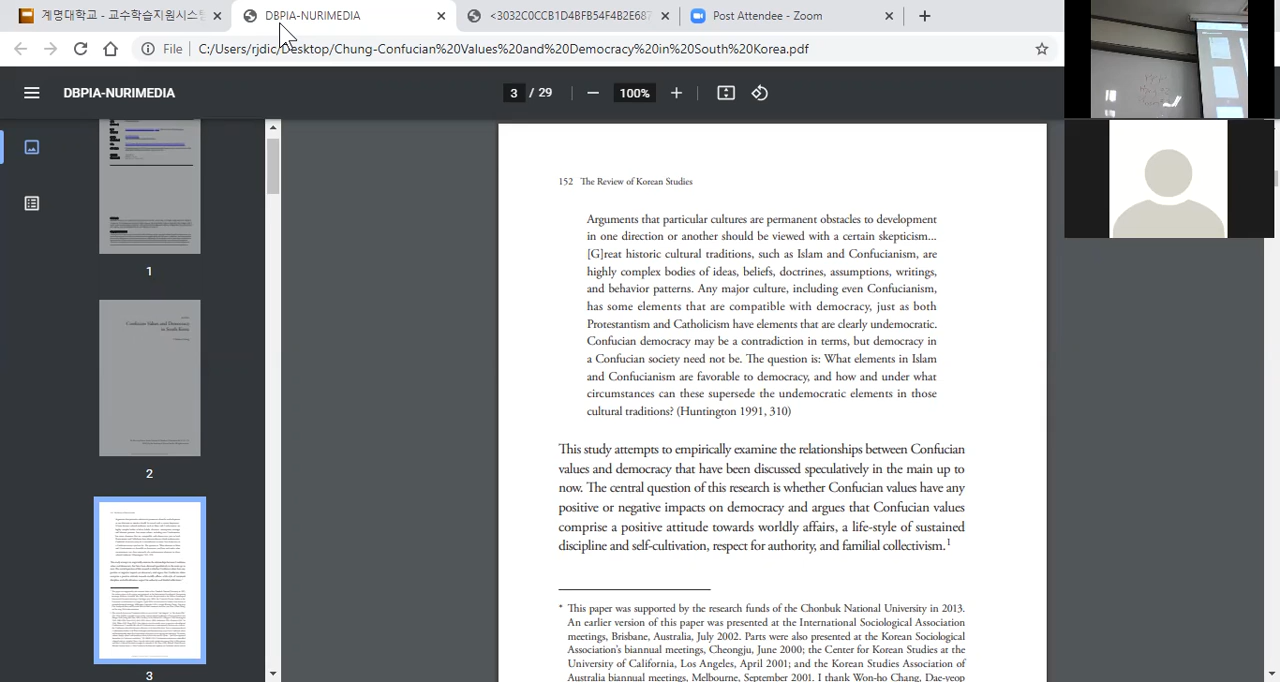 계명대학교 - 교수학습지원시스템
DBPIA-NURIMEDIA
<3032C0CCB1D4BFB54F4B2E687
Post Attendee - Zoom
File
C:/Users/rjdic/Desktop/Chung-Confucian%20Values%20and%20Democracy%20in%20South%20Korea.pdf
DBPIA-NURIMEDIA
3 / 29
100%
1
Confucian Values and Democracy
in South Korea
2
3
152 The Review of Korean Studies
Arguments that particular cultures are permanent obstacles to development
in one direction or another should be viewed with a certain skepticism...
[G]reat historic cultural traditions, such as Islam and Confucianism, are
highly complex bodies of ideas, beliefs, doctrines, assumptions, writings,
and behavior patterns. Any major culture, including even Confucianism,
has some elements that are compatible with democracy, just as both
Protestantism and Catholicism have elements that are clearly undemocratic.
Confucian democracy may be a contradiction in terms, but democracy in
a Confucian society need not be. The question is: What elements in Islam
and Confucianism are favorable to democracy, and how and under what
circumstances can these supersede the undemocratic elements in those
cultural traditions? (Huntington 1991, 310)
This study attempts to empirically examine the relationships between Confucian
values and democracy that have been discussed speculatively in the main up to
now. The central question of this research is whether Confucian values have any
positive or negative impacts on democracy and argues that Confucian values
comprise a positive attitude towards worldly affairs, a life-style of sustained
discipline and self-cultivation, respect for authority, and familial collectivism.1
* This paper was supported by the research funds of the Chonbuk National University in 2013.
An earlier version of this paper was presented at the International Sociological Association
meetings, Brisbane, Australia, July 2002. Parts were also presented at the Korean Sociological
Association's biannual meetings, Cheongju, June 2000; the Center for Korean Studies at the
University of California, Los Angeles, April 2001; and the Korean Studies Association of
Australia biannual meetings, Melbourne, September 2001. I thank Won-ho Chang, Dae-yeop